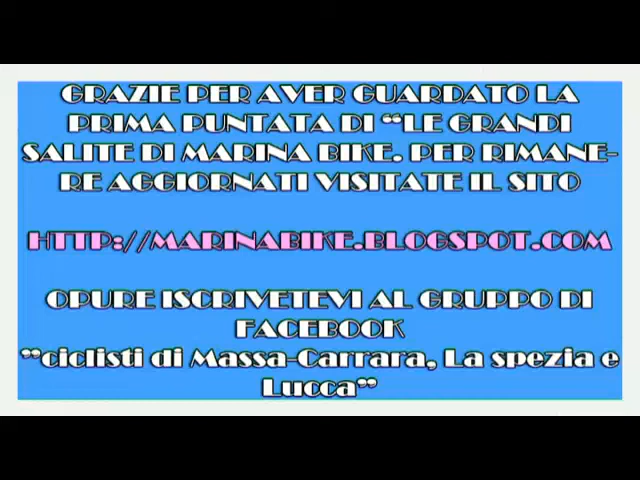 GRAZIE PER AVER GUARDATO LA
PRIMA PUNTATA DI "LE GRANDI
SALITE DI MARINA BIKE. PER RIMANE-
RE AGGIORNATI VISITATE IL SITO
HTTP://MARINABIKE.BLOGSPOT.COM
OPURE ISCRIVETEVI AL GRUPPO DI
FACEBOOK
"ciclisti di Massa-Carrara, La spezia e
Lucca"